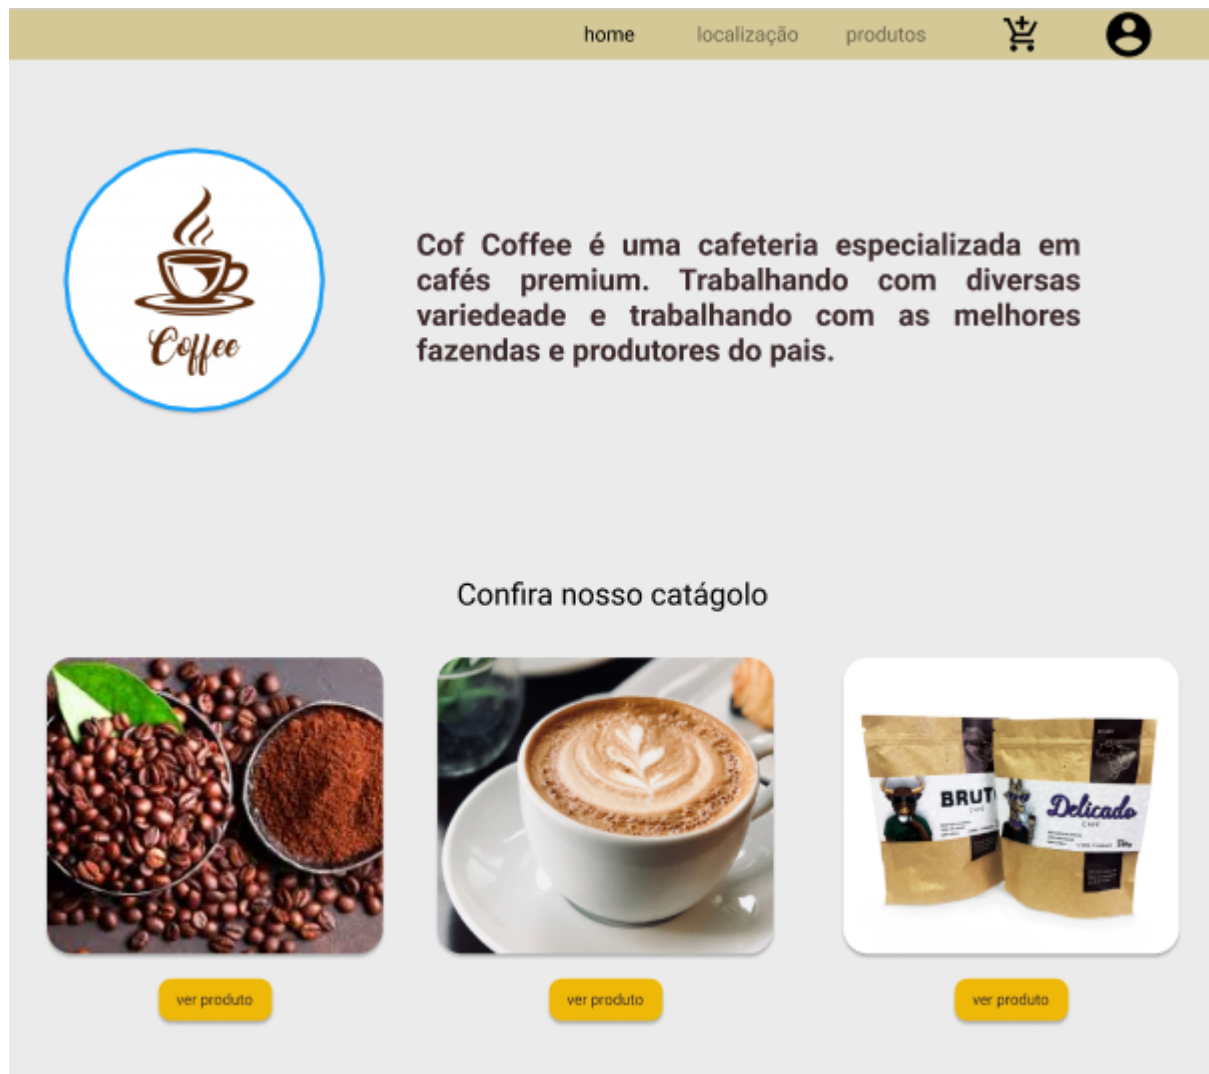 home localização produtos
Coffee
Cof Coffee é uma cafeteria especializada em
cafés premium. Trabalhando com diversas
variedeade e trabalhando com as melhores
fazendas e produtores do pais.
Confira nosso catágolo
BRUT
Delicado
CAFÉ
ver produto ver produto ver produto